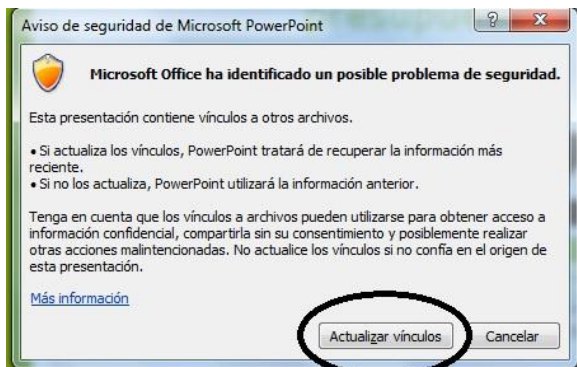 Aviso de seguridad de Microsoft PowerPoint
Microsoft Office ha identificado un posible problema de seguridad.
Esta presentación contiene vínculos a otros archivos.
• Si actualiza los vínculos, PowerPoint tratará de recuperar la información más
reciente.
• Si no los actualiza, PowerPoint utilizará la información anterior.
Tenga en cuenta que los vínculos a archivos pueden utilizarse para obtener acceso a
información confidencial, compartirla sin su consentimiento y posiblemente realizar
otras acciones malintencionadas. No actualice los vínculos si no confía en el origen de
esta presentación.
Más información
Actualizar vínculos Cancelar